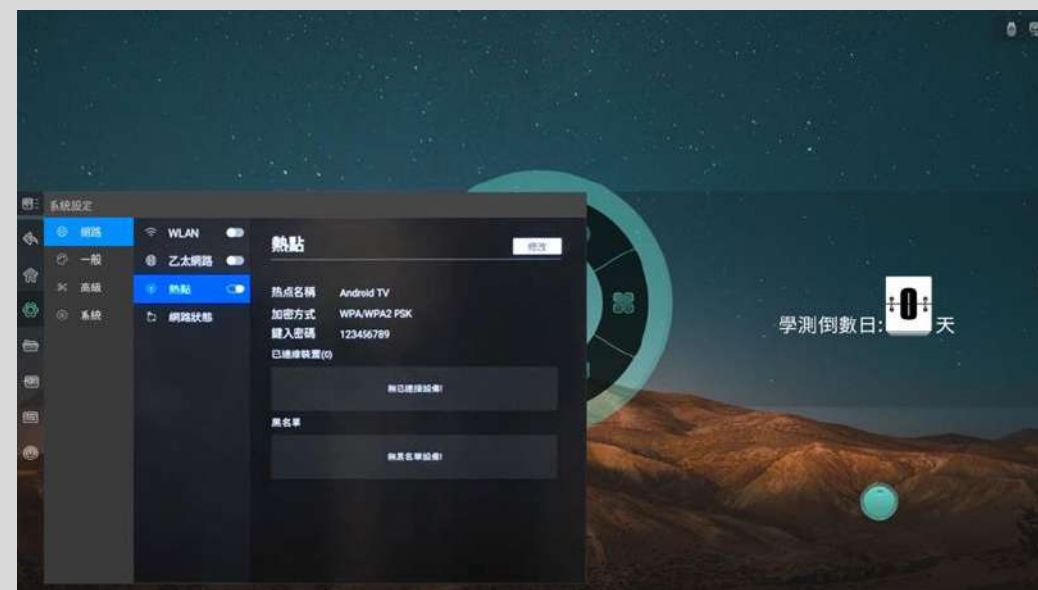 系統設定
網路
一般
高級
系統
WLAN
乙太網路
熱點
網路狀態
熱點
修改
热点名稱 Android TV
加密方式 WPA/WPA2 PSK
鍵入密碼 123456789
已連線裝置(0)
無已連接設備!
黑名單
無黑名單設備!
學測倒數日: 0 天